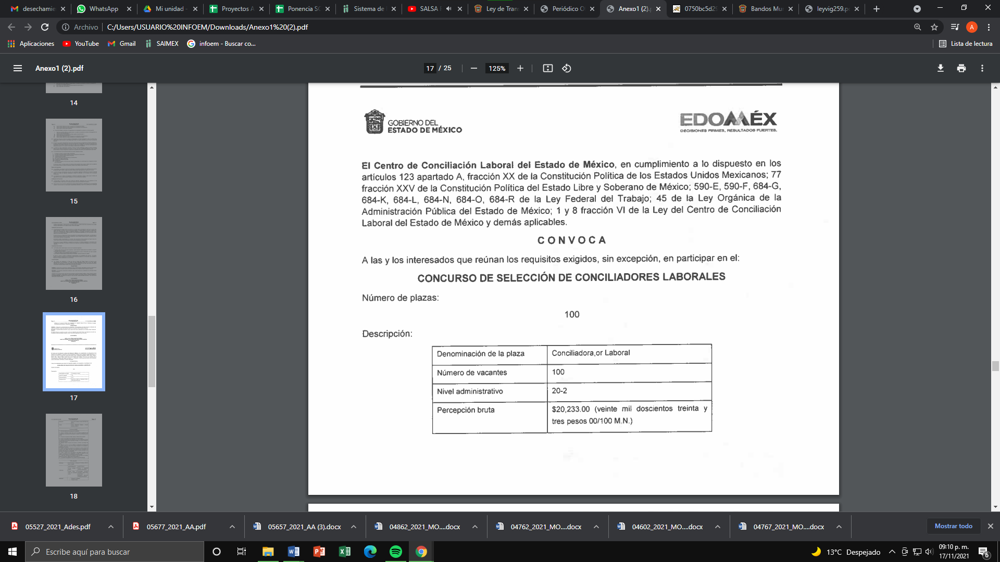 desechamie
WhatsApp
Mi unidad -
Proyectos A
Ponencia SO
Sistema de
SALSA
Ley de Tran
Periódico O
Anexo1 (2).p
0750bc5d29
Bandos Mu
leyvig259.p
Archivo
C:/Users/USUARIO%20INFOEM/Downloads/Anexo1%20(2).pdf
A
Aplicaciones
YouTube
Gmail
SAIMEX
infoem - Buscar co...
Lista de lectura
Anexo1 (2).pdf
17 / 25
125%
14
15
16
17
18
GOBIERNO DEL
ESTADO DE MÉXICO
EDOMÉX
DECISIONES FIRMES, RESULTADOS FUERTES.
El Centro de Conciliación Laboral del Estado de México, en cumplimiento a lo dispuesto en los
artículos 123 apartado A, fracción XX de la Constitución Política de los Estados Unidos Mexicanos; 77
fracción XXV de la Constitución Política del Estado Libre y Soberano de México; 590-E, 590-F, 684-G,
684-K, 684-L, 684-N, 684-O, 684-R de la Ley Federal del Trabajo; 45 de la Ley Orgánica de la
Administración Pública del Estado de México; 1 y 8 fracción VI de la Ley del Centro de Conciliación
Laboral del Estado de México y demás aplicables.
C O N V O C A
A las y los interesados que reúnan los requisitos exigidos, sin excepción, en participar en el:
CONCURSO DE SELECCIÓN DE CONCILIADORES LABORALES
Número de plazas:
100
Descripción:
Denominación de la plaza
Conciliadora,or Laboral
Número de vacantes
100
Nivel administrativo
20-2
Percepción bruta
$20,233.00 (veinte mil doscientos treinta y
tres pesos 00/100 M.N.)
05527_2021_Ades.pdf
05677_2021_AA.pdf
05657_2021_AA (3).docx
04862_2021_MO....docx
04762_2021_MO....docx
04602_2021_MO....docx
04767_2021_MO....docx
Mostrar todo
Escribe aquí para buscar
13°C Despejado
09:10 p. m.
17/11/2021
6